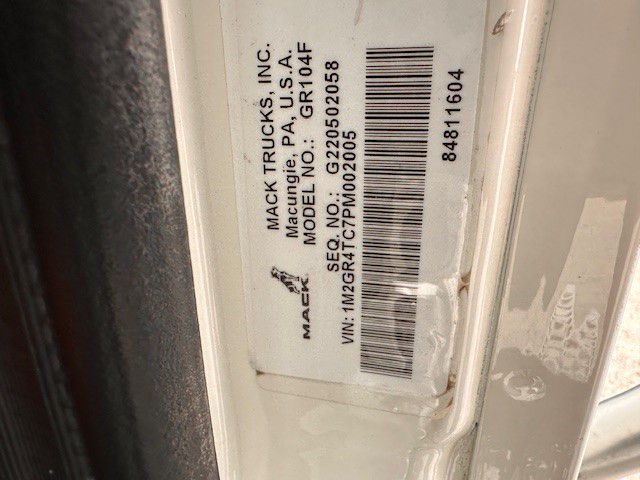 MACK TRUCKS, INC.
Macungie, PA, U.S.A.
MODEL NO.: GR104F
SEQ. NO.: G220502058
MACK
VIN: 1M2GR4TC7PM002005
84811604